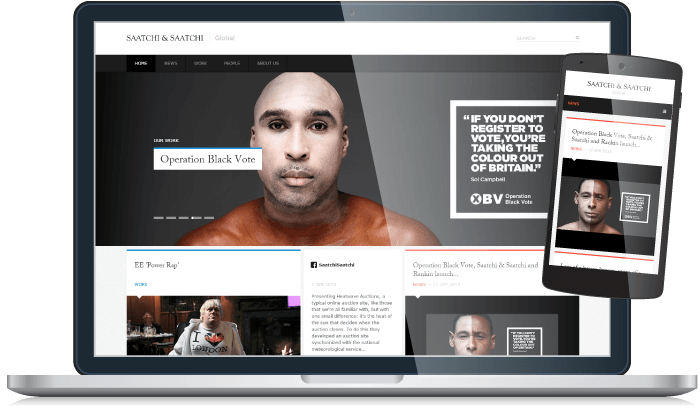 SAATCHI & SAATCHI Global
SEARCH
HOME NEWS WORK PEOPLE ABOUT US
OUR WORK
Operation Black Vote
“IF YOU DON’T
REGISTER TO
VOTE, YOU’RE
TAKING THE
COLOUR OUT
OF BRITAIN.”
Sol Campbell
OBV Operation
Black Vote
EE 'Power Rap'
WORK
I
LONDON
SaatchiSaatchi
Presenting Heatwave Auctions, a
typical online auction site, like those
that we're all familiar with, but with
one small difference: it's the heat of
the sun that decides when the
auction closes. To do this they
developed an auction site
synchronized with the national
meteorological service...
Operation Black Vote, Saatchi & Saatchi and
Rankin launch...
NEWS
SAATCHI & SAATCHI
NEWS
Operation Black Vote, Saatchi &
Saatchi and Rankin launch...
NEWS